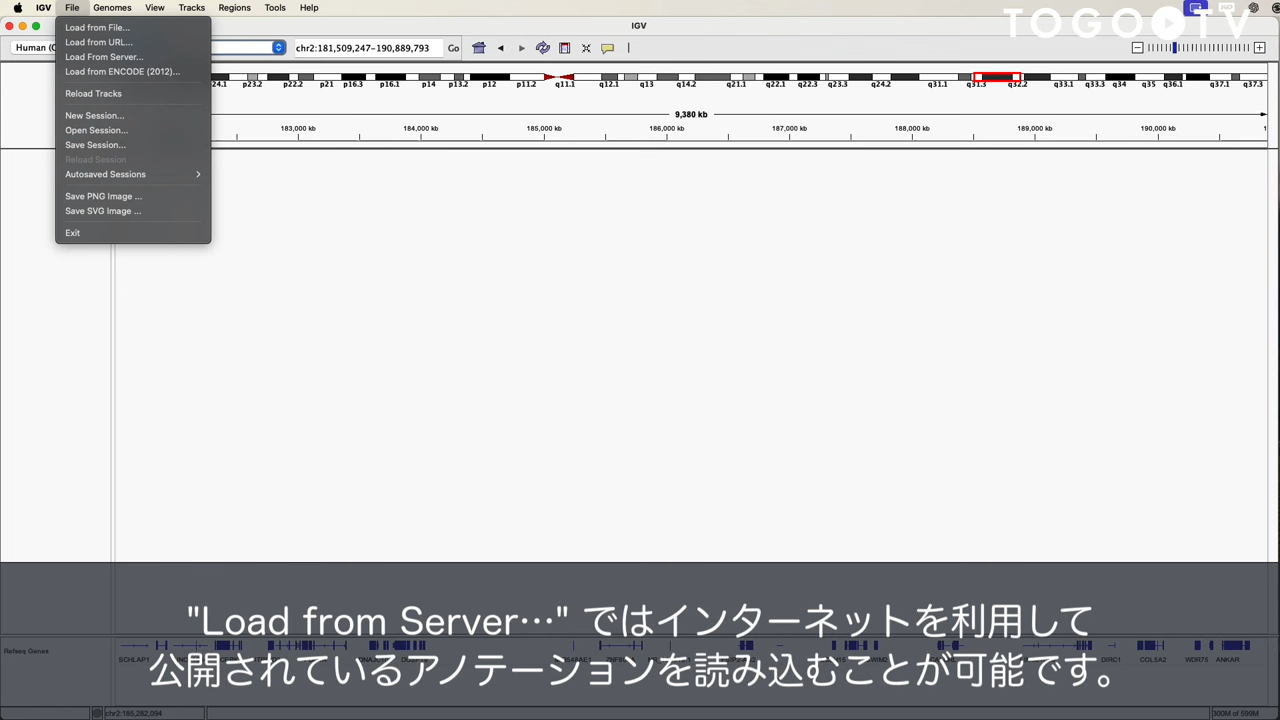 IGV File Genomes View Tracks Regions Tools Help
IGV
TOGO TV
Human (
chr2:181,509,247-190,889,793 Go
Load from File...
Load from URL...
Load From Server...
Load from ENCODE (2012)...
Reload Tracks
New Session...
Open Session...
Save Session...
Reload Session
Autosaved Sessions
Save PNG Image ...
Save SVG Image ...
Exit
24.1 p23.2 p22.3 p21 p16.3 p16.1 p14 p13.2 p12 p11.2 q11.1 q12.1 q13 q14.2 q21.1 q22.1 q22.3 q23.3 q24.2 q31.1 q31.3 q32.2 q33.1 q34 q35 q36.1 q37.1 q37.3
9,380 kb
183,000 kb 184,000 kb 185,000 kb 186,000 kb 187,000 kb 188,000 kb 189,000 kb 190,000 kb
"Load from Server…" ではインターネットを利用して
公開されているアノテーションを読み込むことが可能です。
Refseq Genes
SCHLAP1 DIRC1 COL5A2 WDR75 ANKAR
chr2:185,282,094
300M of 599M